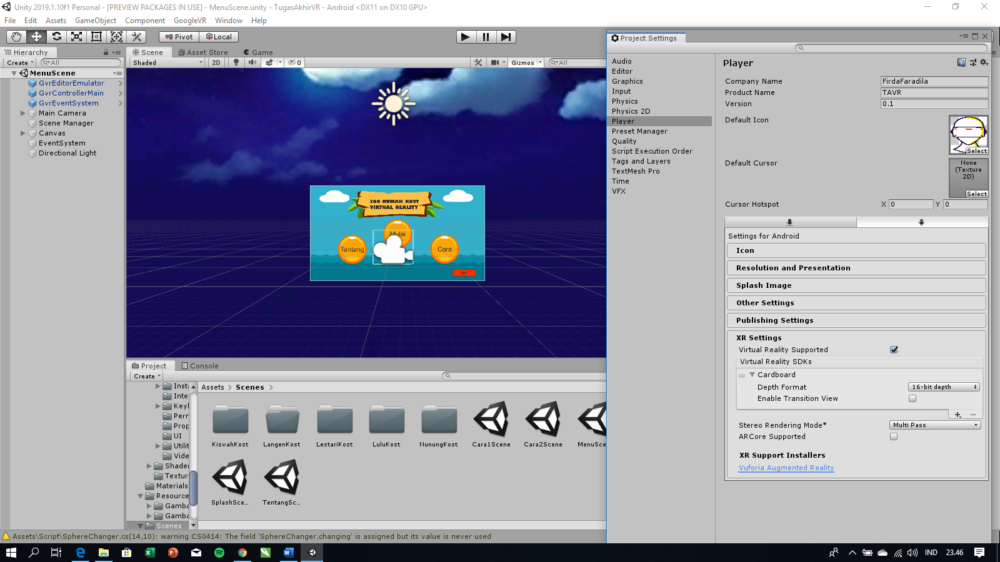 Unity 2019.1.10f1 Personal - [PREVIEW PACKAGES IN USE] - MenuScene.unity - TugasAkhirVR - Android <DX11 on DX10 GPU>
File Edit Assets GameObject Component GoogleVR Window Help
Pivot Local
Hierarchy
Create All
MenuScene
GvrEditorEmulator
GvrControllerMain
GvrEventSystem
Main Camera
Scene Manager
Canvas
EventSystem
Directional Light
Scene Asset Store Game
Shaded 2D 0 Gizmos All
360 RUMAH KOST
VIRTUAL REALITY
Mulai
Tentang
Cara
EXIT
Project Console
Create
Insta
Inte
Keyl
Perr
Prop
UI
Utilit
Vide
Shader
Textur
Materials
Resource
Gamba
Gamba
Scenes
Assets Scenes
KiswahKost LangenKost LestariKost LuluKost NunungKost Cara1Scene Cara2Scene MenuSce
SplashSce... TentangSc...
Project Settings
Audio
Editor
Graphics
Input
Physics
Physics 2D
Player
Preset Manager
Quality
Script Execution Order
Tags and Layers
TextMesh Pro
Time
VFX
Player
Company Name FirdaFaradila
Product Name TAVR
Version 0.1
Default Icon
Select
Default Cursor
None
(Texture
2D)
Select
Cursor Hotspot X 0 Y 0
Settings for Android
Icon
Resolution and Presentation
Splash Image
Other Settings
Publishing Settings
XR Settings
Virtual Reality Supported
Virtual Reality SDKs
Cardboard
Depth Format 16-bit depth
Enable Transition View
Stereo Rendering Mode* Multi Pass
ARCore Supported
XR Support Installers
Vuforia Augmented Reality
Assets\Script\SphereChanger.cs(14,10): warning CS0414: The field 'SphereChanger.changing' is assigned but its value is never used
IND 23.46